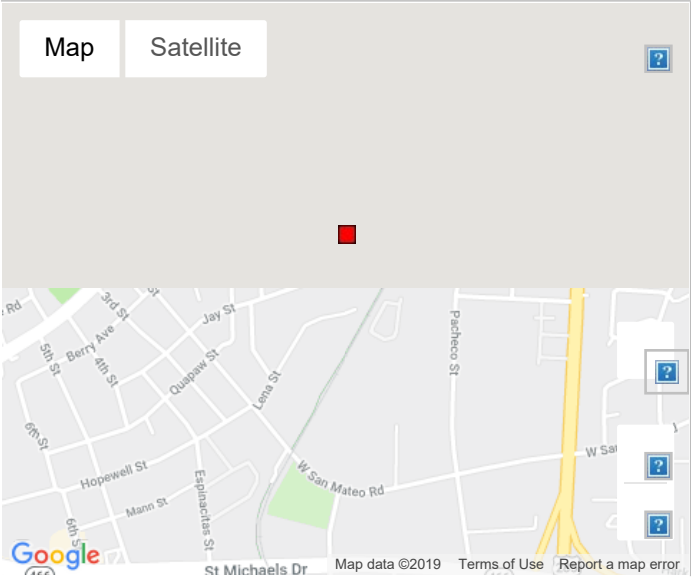 Map
Satellite
?
Rd
3rd St
St
Jay St
Berry Ave
5th St
4th St
Quapaw St
Lena St
Pacheco St
?
6th St
W Sa
Hopewell St
W San Mateo Rd
?
Espinacitas St
Mann St
6th S
?
Google
466
St Michaels Dr
Map data ©2019
Terms of Use
Report a map error